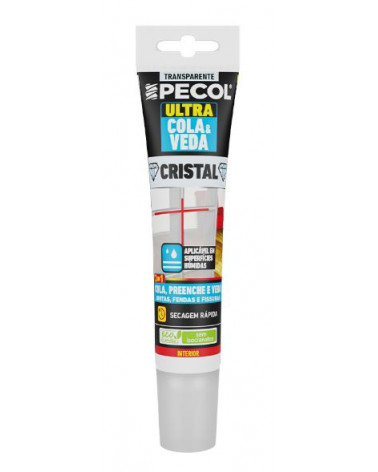 TRANSPARENTE
PECOL
ULTRA
COLA &
VEDA
CRISTAL
APLICÁVEL EM
SUPERFÍCIES
HÚMIDAS
COLA, PREENCHE E VEDA
JUNTAS, FENDAS E FISSURAS
SECAGEM RÁPIDA
ECO
INTERIOR